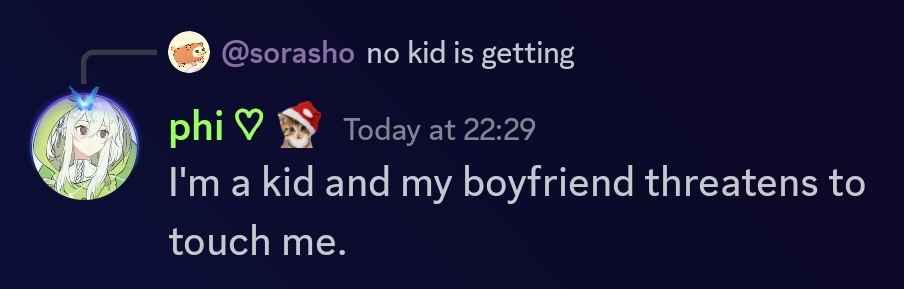 @sorasho no kid is getting
phi ♡ Today at 22:29
I'm a kid and my boyfriend threatens to
touch me.